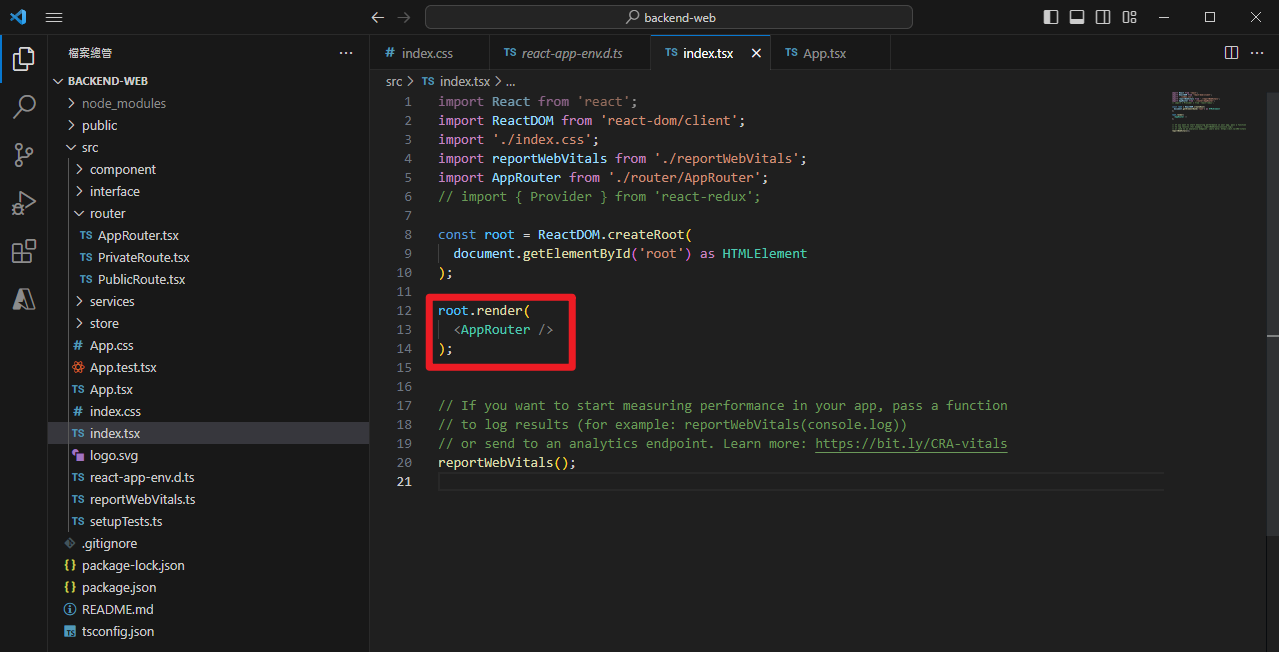 backend-web
檔案總管
BACKEND-WEB
node_modules
public
src
component
interface
router
TS AppRouter.tsx
TS PrivateRoute.tsx
TS PublicRoute.tsx
services
store
# App.css
App.test.tsx
TS App.tsx
# index.css
TS index.tsx
logo.svg
TS react-app-env.d.ts
TS reportWebVitals.ts
TS setupTests.ts
.gitignore
{} package-lock.json
{} package.json
README.md
TS tsconfig.json
# index.css
TS react-app-env.d.ts
TS index.tsx
TS App.tsx
src > TS index.tsx > ...
1 import React from 'react';
2 import ReactDOM from 'react-dom/client';
3 import './index.css';
4 import reportWebVitals from './reportWebVitals';
5 import AppRouter from './router/AppRouter';
6 // import { Provider } from 'react-redux';
7
8 const root = ReactDOM.createRoot(
9 document.getElementById('root') as HTMLElement
10 );
11
12 root.render(
13 <AppRouter />
14 );
15
16
17 // If you want to start measuring performance in your app, pass a function
18 // to log results (for example: reportWebVitals(console.log))
19 // or send to an analytics endpoint. Learn more: https://bit.ly/CRA-vitals
20 reportWebVitals();
21